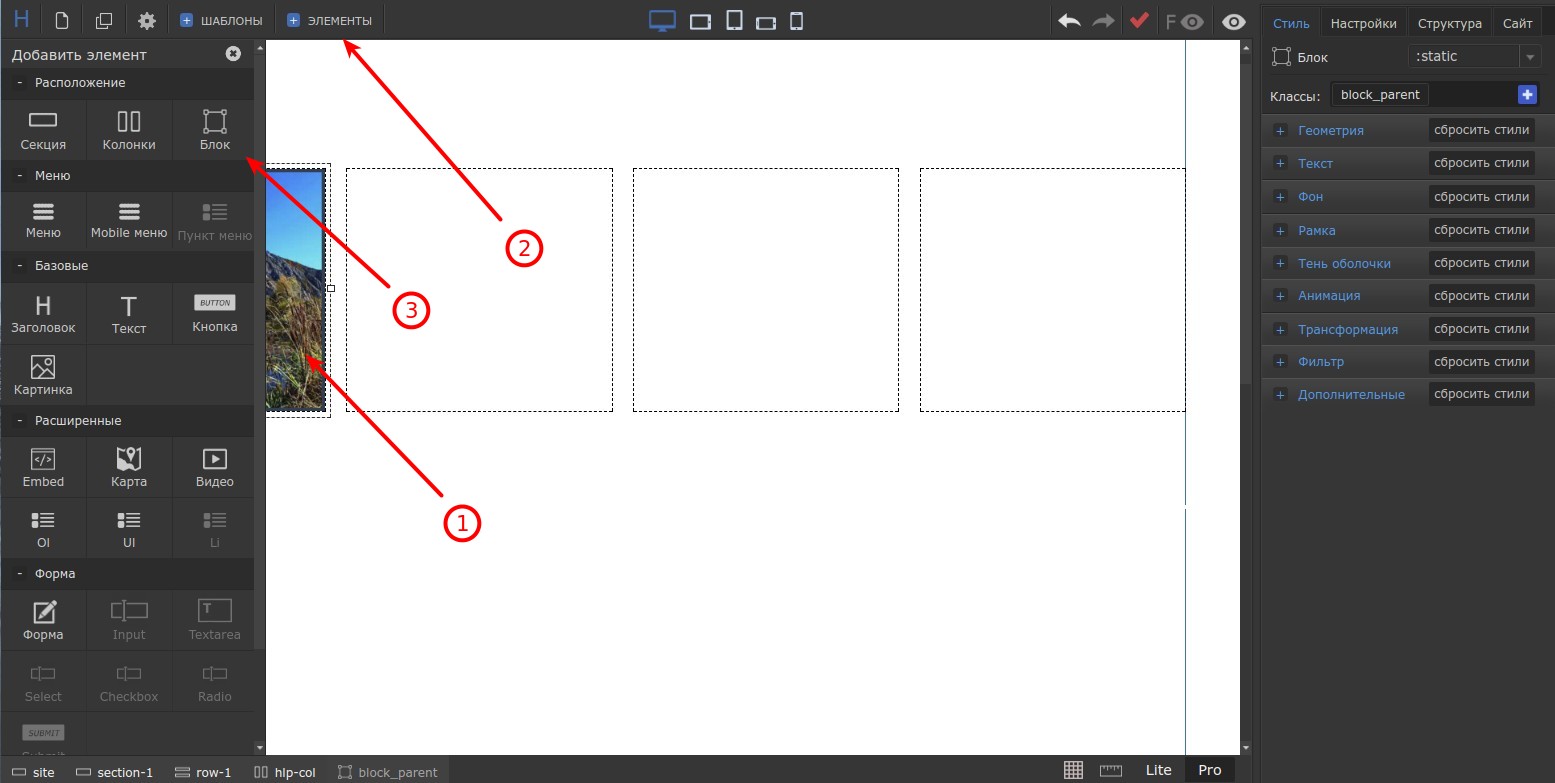 H
ШАБЛОНЫ
ЭЛЕМЕНТЫ
F
Добавить элемент
- Расположение
Секция
Колонки
Блок
- Меню
Меню
Mobile меню
Пункт меню
- Базовые
H
T
BUTTON
Заголовок
Текст
Кнопка
Картинка
- Расширенные
Embed
Карта
Видео
Ol
Ul
Li
- Форма
T
Форма
Input
Textarea
Select
Checkbox
Radio
SUBMIT
2
3
1
Стиль
Настройки
Структура
Сайт
Блок
:static
Классы:
block_parent
+ Геометрия сбросить стили
+ Текст сбросить стили
+ Фон сбросить стили
+ Рамка сбросить стили
+ Тень оболочки сбросить стили
+ Анимация сбросить стили
+ Трансформация сбросить стили
+ Фильтр сбросить стили
+ Дополнительные сбросить стили
site
section-1
row-1
hlp-col
block_parent
Lite
Pro